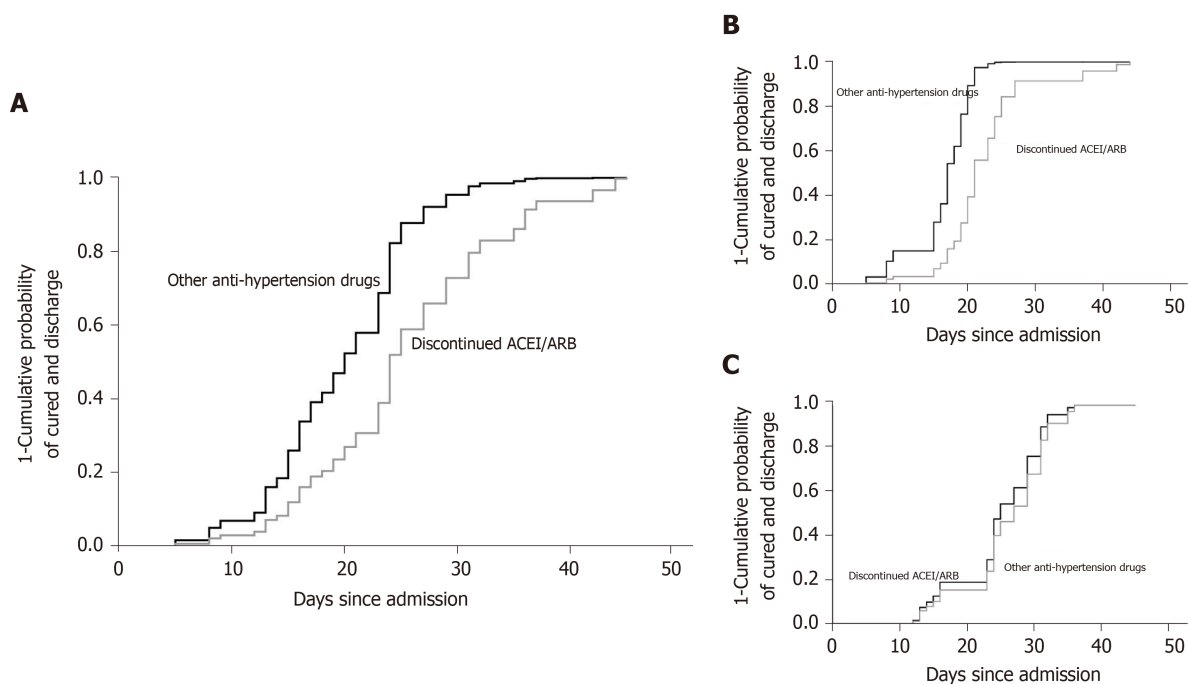 A
1-Cumulative probability
of cured and discharge
1.0
0.8
0.6
0.4
0.2
0.0
Other anti-hypertension drugs
Discontinued ACEI/ARB
0 10 20 30 40 50
Days since admission
B
1-Cumulative probability
of cured and discharge
1.0
0.8
0.6
0.4
0.2
0.0
Other anti-hypertension drugs
Discontinued ACEI/ARB
0 10 20 30 40 50
Days since admission
C
1-Cumulative probability
of cured and discharge
1.0
0.8
0.6
0.4
0.2
0.0
Discontinued ACEI/ARB
Other anti-hypertension drugs
0 10 20 30 40 50
Days since admission